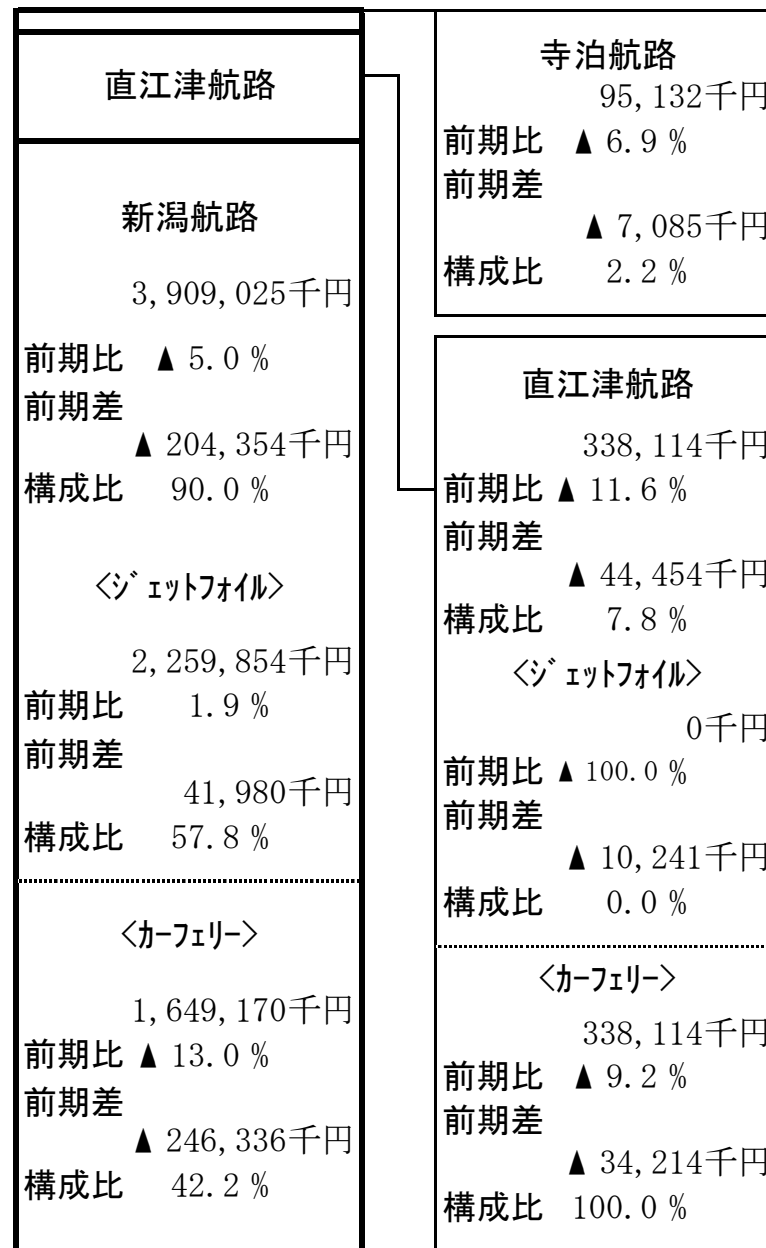 直江津航路
新潟航路
3,909,025千円
前期比 ▲ 5.0 %
前期差
▲ 204,354千円
構成比 90.0 %
<ｼﾞｪｯﾄﾌｫｲﾙ>
2,259,854千円
前期比 1.9 %
前期差
41,980千円
構成比 57.8 %
<ｶｰﾌｪﾘｰ>
1,649,170千円
前期比 ▲ 13.0 %
前期差
▲ 246,336千円
構成比 42.2 %
寺泊航路
95,132千円
前期比 ▲ 6.9 %
前期差
▲ 7,085千円
構成比 2.2 %
直江津航路
338,114千円
前期比 ▲ 11.6 %
前期差
▲ 44,454千円
構成比 7.8 %
<ｼﾞｪｯﾄﾌｫｲﾙ>
0千円
前期比 ▲ 100.0 %
前期差
▲ 10,241千円
構成比 0.0 %
<ｶｰﾌｪﾘｰ>
338,114千円
前期比 ▲ 9.2 %
前期差
▲ 34,214千円
構成比 100.0 %